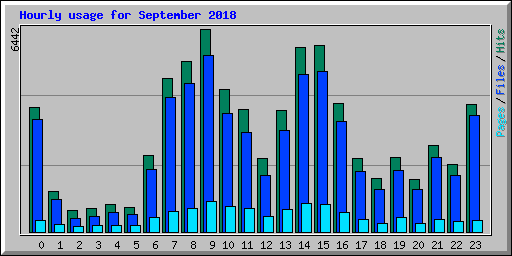 Hourly usage for September 2018
6442
Pages / Files / Hits
0 1 2 3 4 5 6 7 8 9 10 11 12 13 14 15 16 17 18 19 20 21 22 23